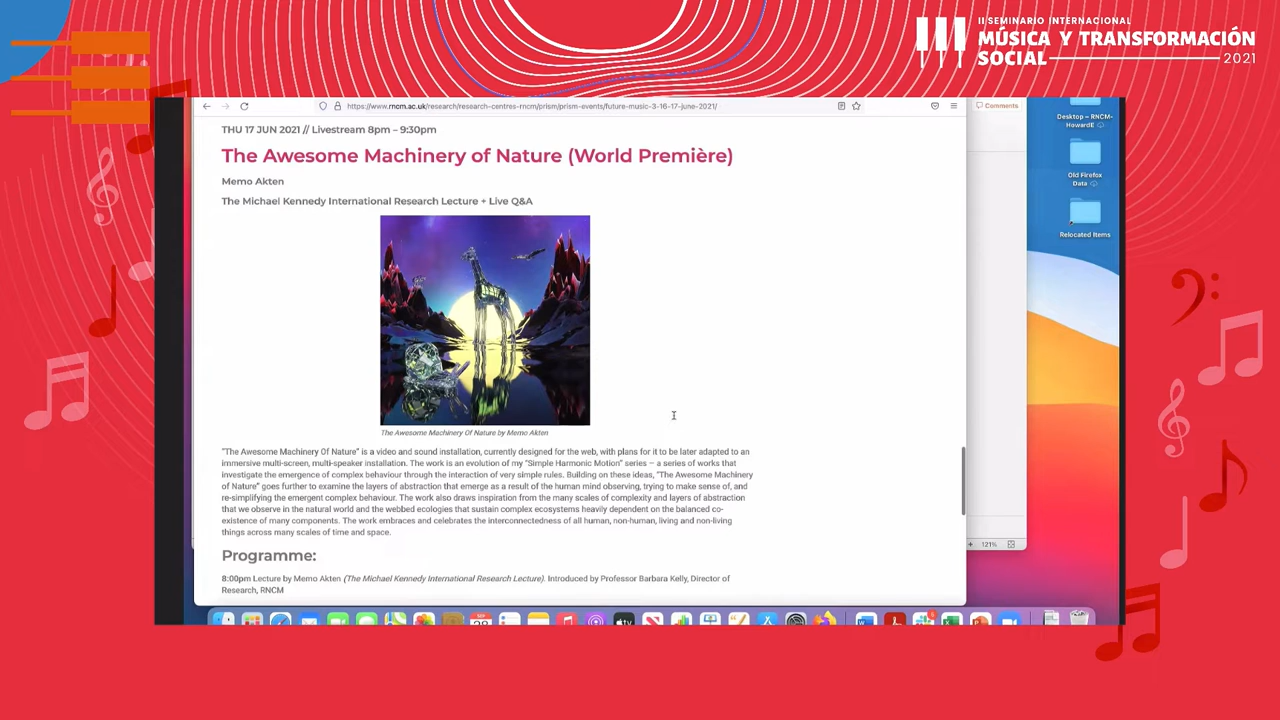 II SEMINARIO INTERNACIONAL
MÚSICA Y TRANSFORMACIÓN
SOCIAL
2021
https://www.rncm.ac.uk/research/research-centres-rncm/prism/prism-events/future-music-3-16-17-june-2021/
Comments
Desktop – RNCM-
HowardE
Old Firefox
Data
Relocated Items
THU 17 JUN 2021 // Livestream 8pm – 9:30pm
The Awesome Machinery of Nature (World Première)
Memo Akten
The Michael Kennedy International Research Lecture + Live Q&A
The Awesome Machinery Of Nature by Memo Akten
"The Awesome Machinery Of Nature" is a video and sound installation, currently designed for the web, with plans for it to be later adapted to an
immersive multi-screen, multi-speaker installation. The work is an evolution of my "Simple Harmonic Motion" series – a series of works that
investigate the emergence of complex behaviour through the interaction of very simple rules. Building on these ideas, "The Awesome Machinery
of Nature" goes further to examine the layers of abstraction that emerge as a result of the human mind observing, trying to make sense of, and
re-simplifying the emergent complex behaviour. The work also draws inspiration from the many scales of complexity and layers of abstraction
that we observe in the natural world and the webbed ecologies that sustain complex ecosystems heavily dependent on the balanced co-
existence of many components. The work embraces and celebrates the interconnectedness of all human, non-human, living and non-living
things across many scales of time and space.
121%
Programme:
8:00pm Lecture by Memo Akten (The Michael Kennedy International Research Lecture). Introduced by Professor Barbara Kelly, Director of
Research, RNCM